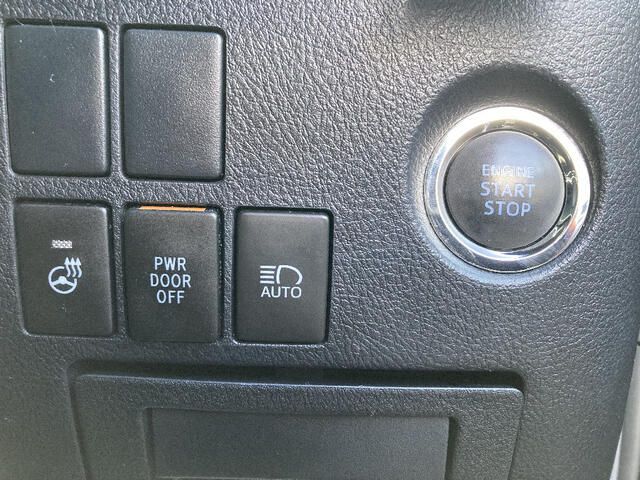 ENGINE
START
STOP
PWR
DOOR
OFF
AUTO